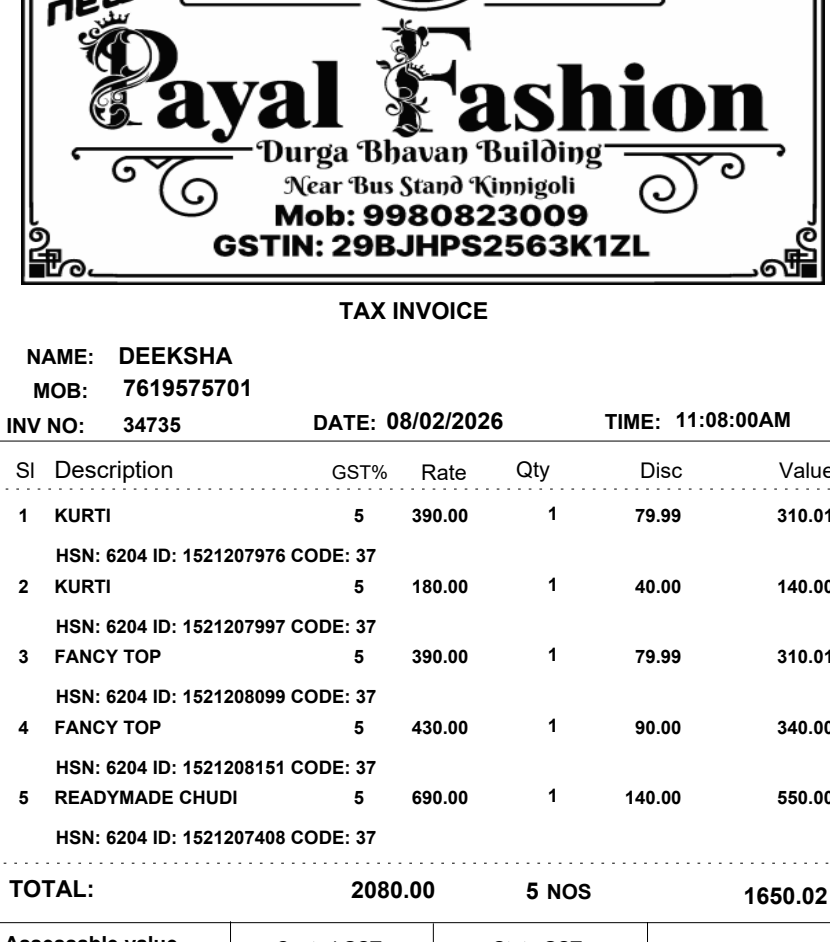 new
Payal Fashion
Durga Bhavan Building
Near Bus Stand Kinnigoli
Mob: 9980823009
GSTIN: 29BJHPS2563K1ZL
TAX INVOICE
NAME: DEEKSHA
MOB: 7619575701
INV NO: 34735 DATE: 08/02/2026 TIME: 11:08:00AM
Sl Description GST% Rate Qty Disc Value
1 KURTI 5 390.00 1 79.99 310.01
HSN: 6204 ID: 1521207976 CODE: 37
2 KURTI 5 180.00 1 40.00 140.00
HSN: 6204 ID: 1521207997 CODE: 37
3 FANCY TOP 5 390.00 1 79.99 310.01
HSN: 6204 ID: 1521208099 CODE: 37
4 FANCY TOP 5 430.00 1 90.00 340.00
HSN: 6204 ID: 1521208151 CODE: 37
5 READYMADE CHUDI 5 690.00 1 140.00 550.00
HSN: 6204 ID: 1521207408 CODE: 37
TOTAL: 2080.00 5 NOS 1650.02